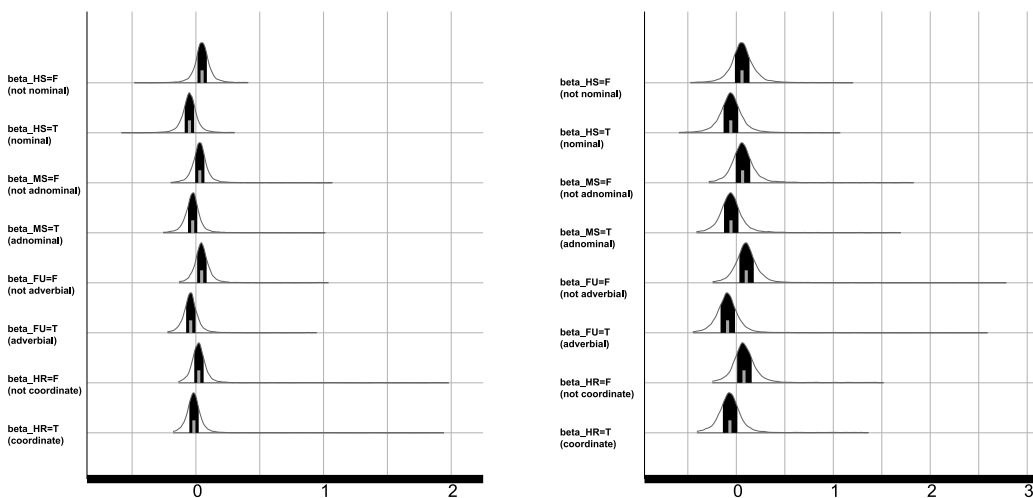 beta_HS=F
(not nominal)
beta_HS=T
(nominal)
beta_MS=F
(not adnominal)
beta_MS=T
(adnominal)
beta_FU=F
(not adverbial)
beta_FU=T
(adverbial)
beta_HR=F
(not coordinate)
beta_HR=T
(coordinate)
0 1 2
beta_HS=F
(not nominal)
beta_HS=T
(nominal)
beta_MS=F
(not adnominal)
beta_MS=T
(adnominal)
beta_FU=F
(not adverbial)
beta_FU=T
(adverbial)
beta_HR=F
(not coordinate)
beta_HR=T
(coordinate)
0 1 2 3